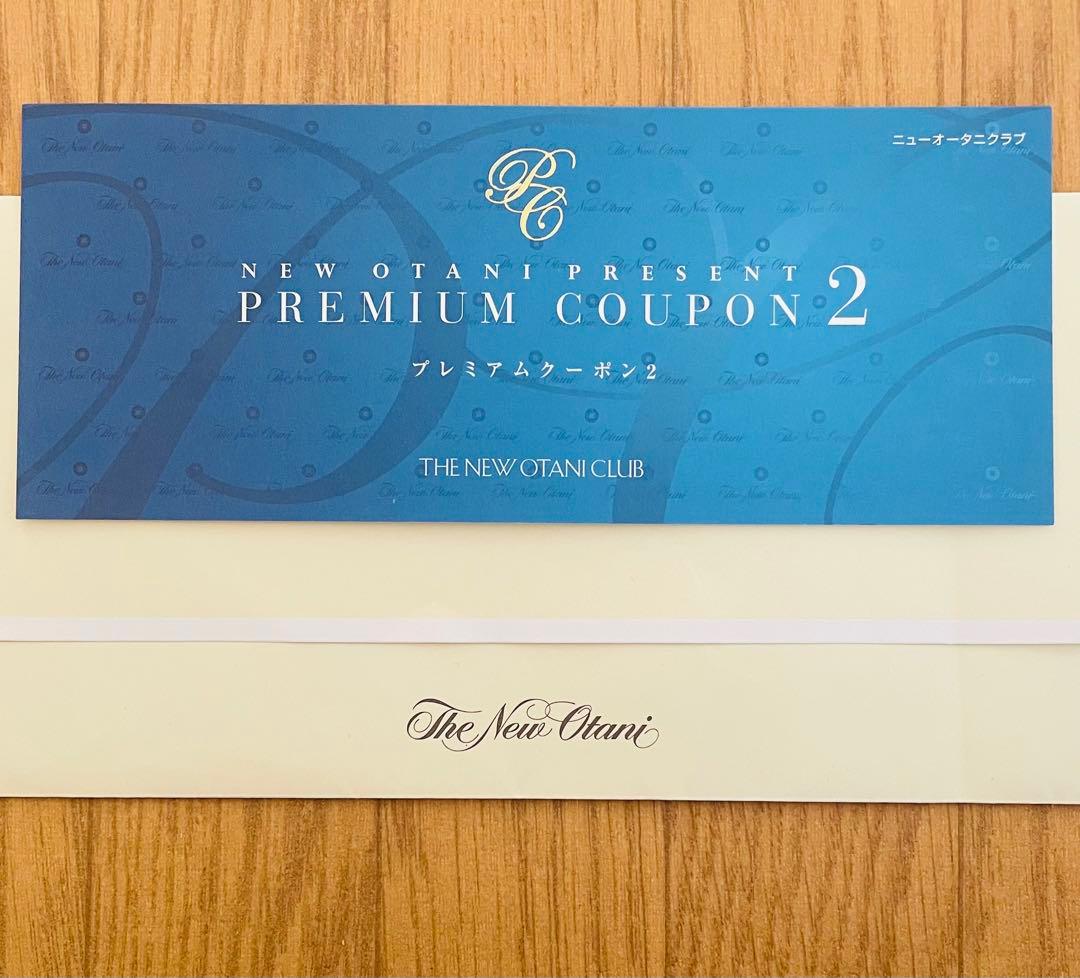 ニューオータニクラブ
PC
NEW OTANI PRESENT
PREMIUM COUPON 2
プレミアムクーポン2
THE NEW OTANI CLUB
The New Otani